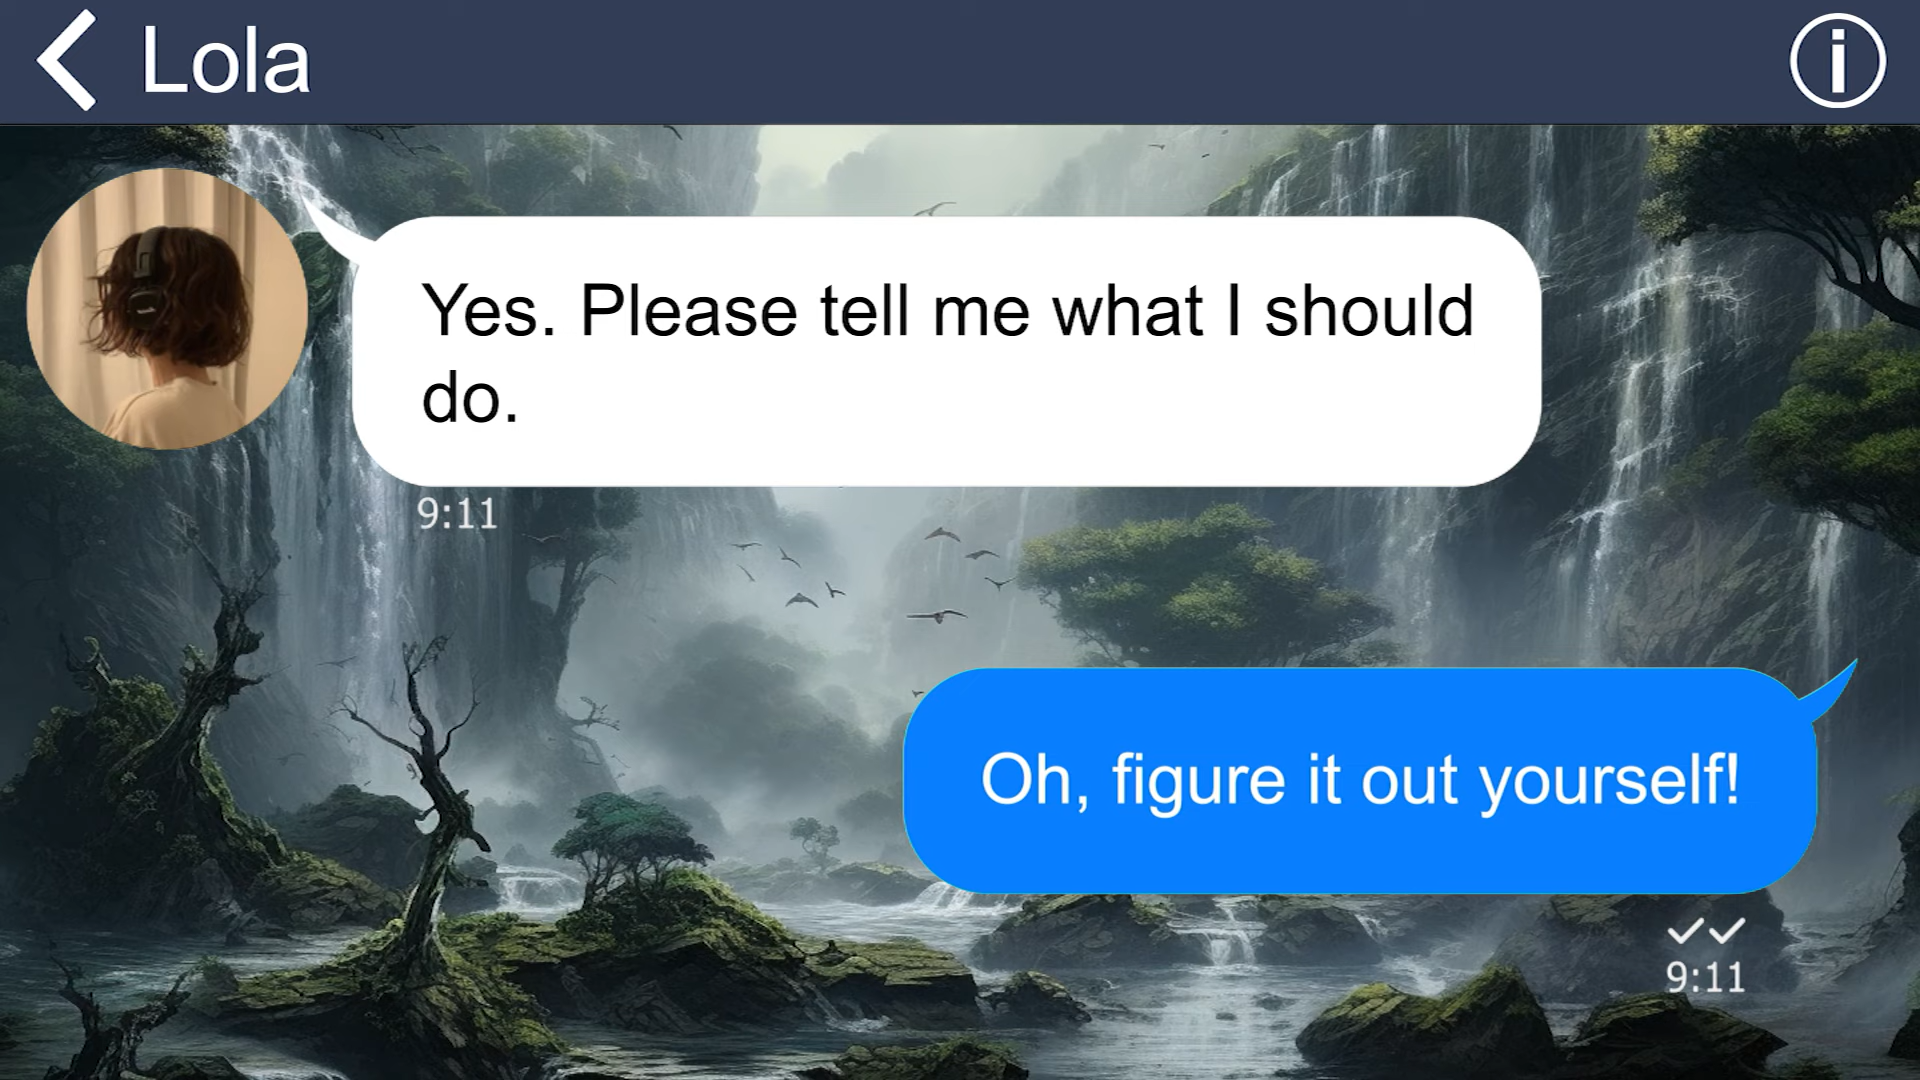 Lola
Yes. Please tell me what I should
do.
9:11
Oh, figure it out yourself!
9:11